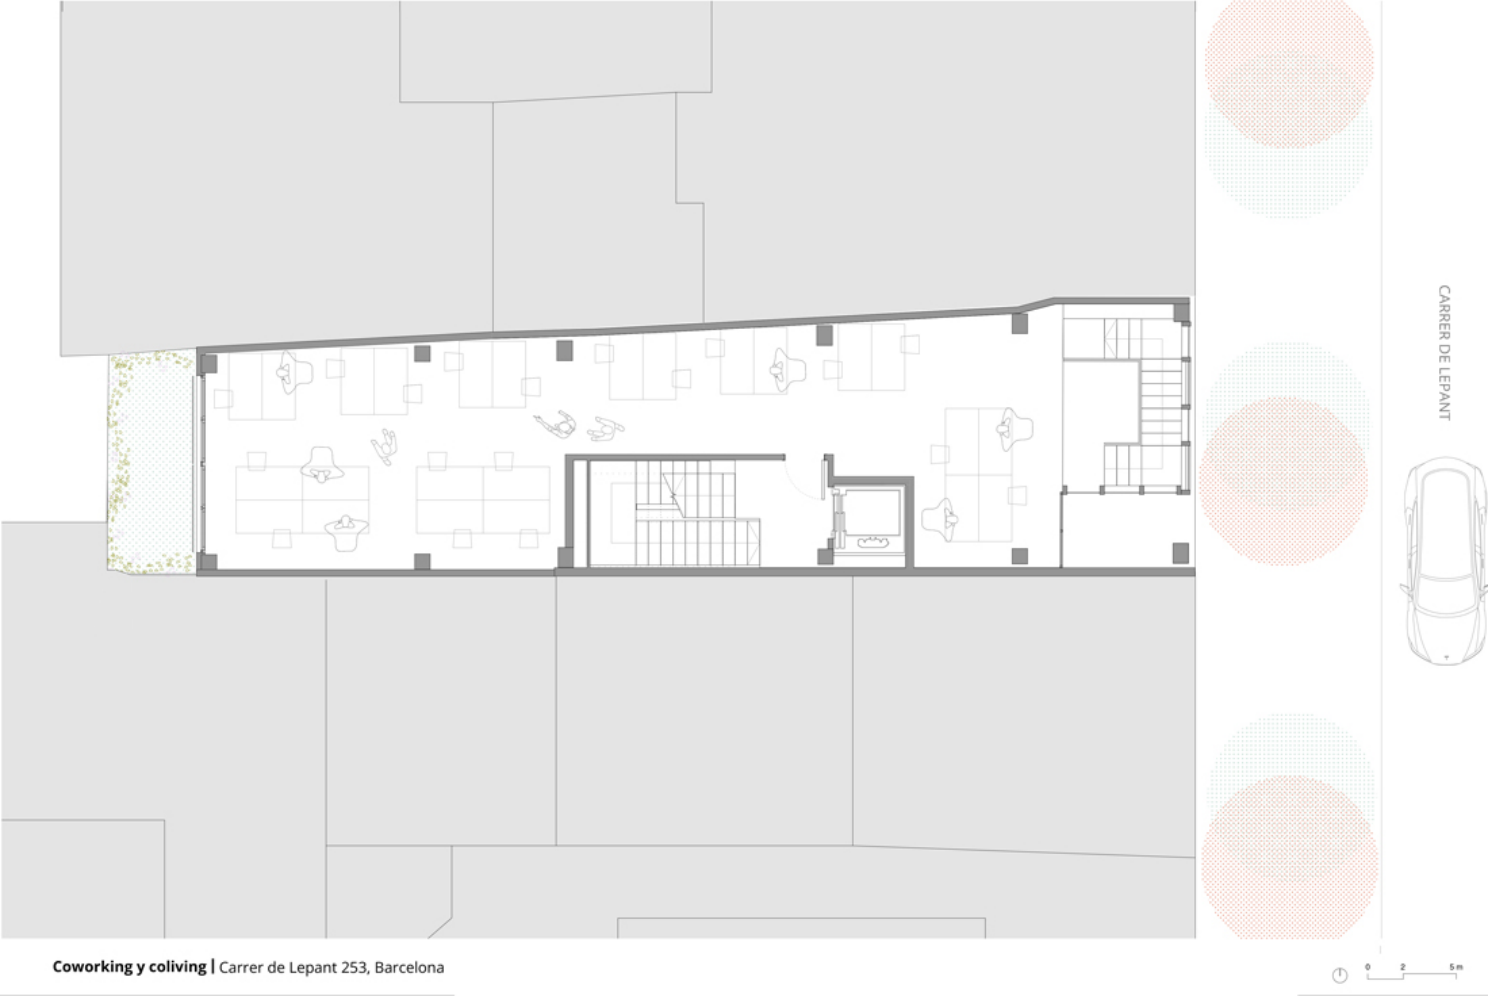 CARRER DE LEPANT
Coworking y coliving | Carrer de Lepant 253, Barcelona
0 2 5 m